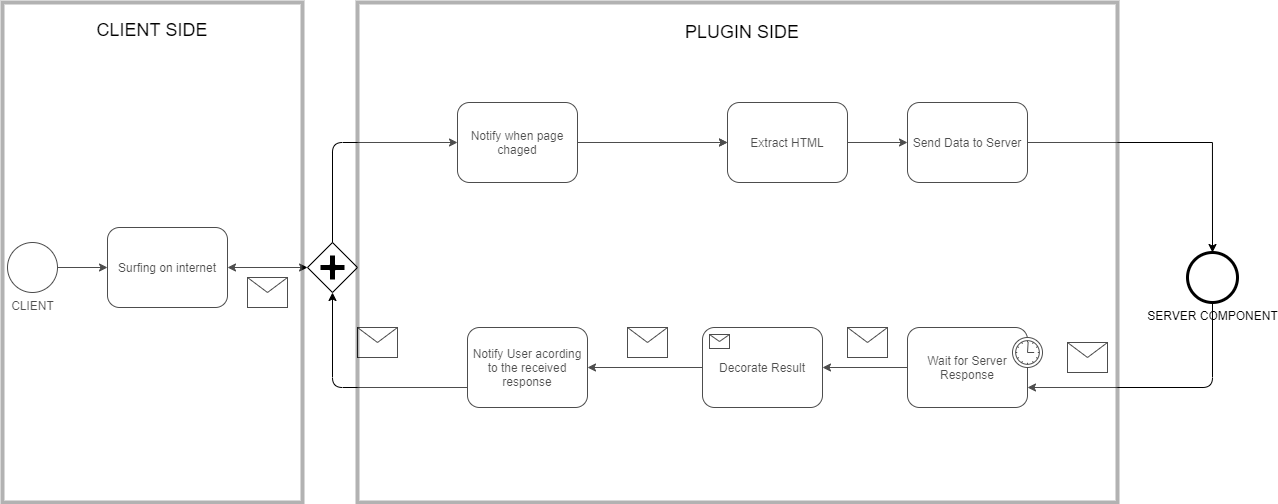 CLIENT SIDE
PLUGIN SIDE
Notify when page
chaged
Extract HTML
Send Data to Server
Surfing on internet
CLIENT
SERVER COMPONENT
Notify User acording
to the received
response
Decorate Result
Wait for Server
Response